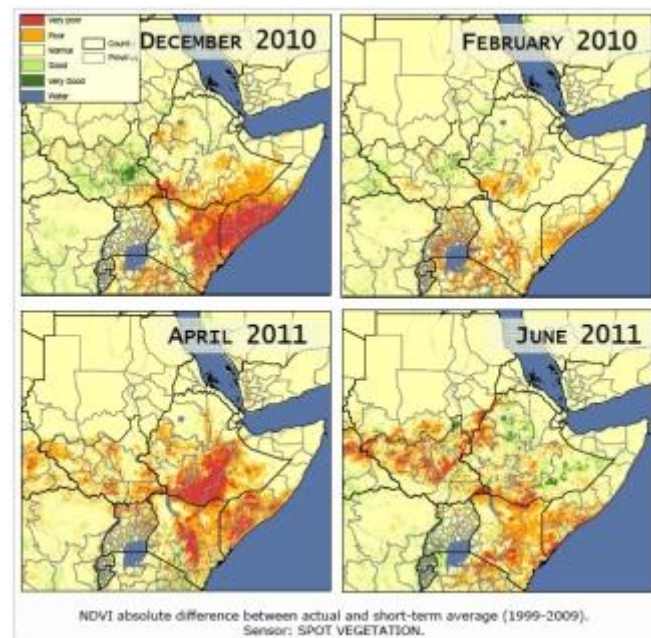 Very poor
Poor
Normal
Good
Very Good
Water
DECEMBER 2010
FEBRUARY 2010
APRIL 2011
JUNE 2011
NDVI absolute difference between actual and short-term average (1999-2009).
Sensor: SPOT VEGETATION.